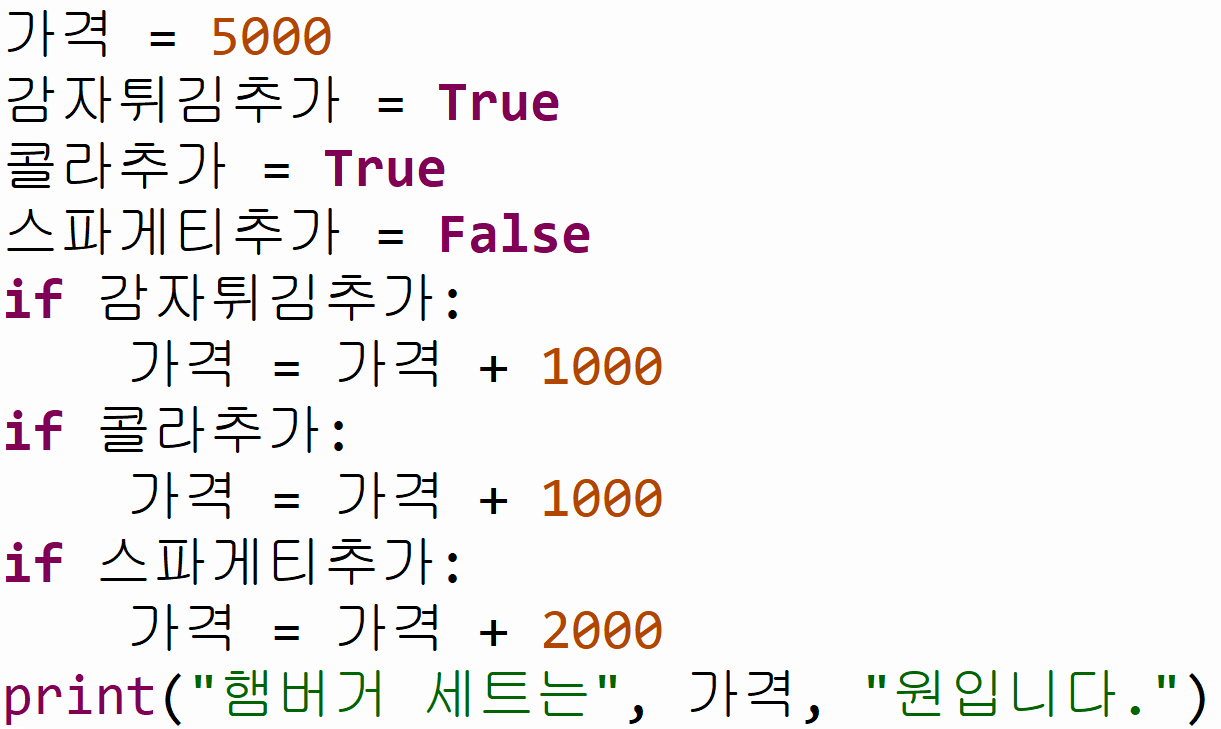 가격 = 5000
감자튀김추가 = True
콜라추가 = True
스파게티추가 = False
if 감자튀김추가:
    가격 = 가격 + 1000
if 콜라추가:
    가격 = 가격 + 1000
if 스파게티추가:
    가격 = 가격 + 2000
print("햄버거 세트는", 가격, "원입니다.")